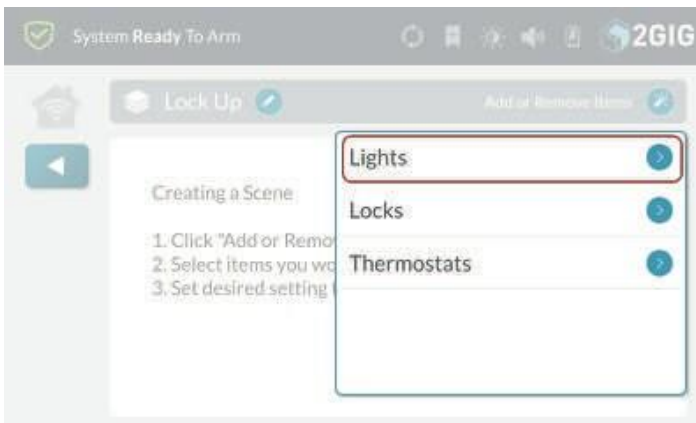 System Ready To Arm
2GIG
Lock Up
Add or Remove Items
Lights
Locks
Thermostats
Creating a Scene
1. Click "Add or Remo
2. Select items you wo
3. Set desired setting